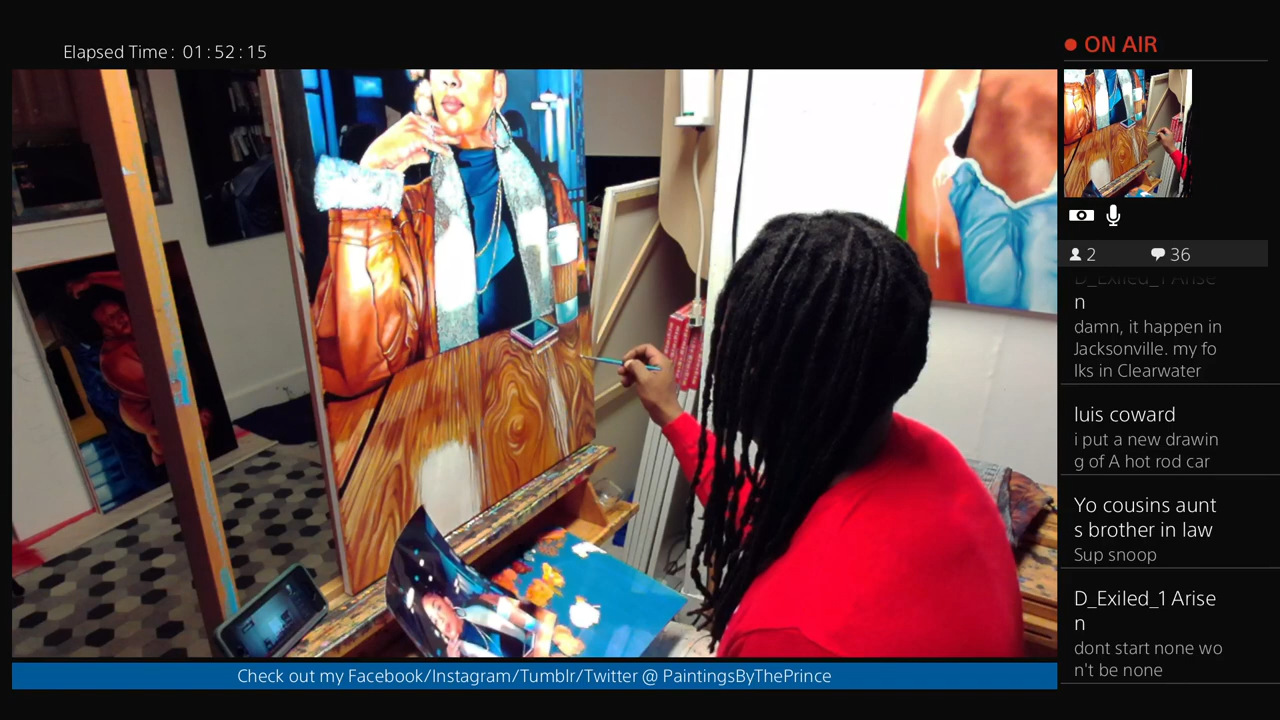 Elapsed Time: 01:52:15
ON AIR
2
36
D_Exiled_1 Arise
n
damn, it happen in
Jacksonville. my fo
lks in Clearwater
luis coward
i put a new drawin
g of A hot rod car
Yo cousins aunt
s brother in law
Sup snoop
D_Exiled_1 Arise
n
dont start none wo
n't be none
Check out my Facebook/Instagram/Tumblr/Twitter @ PaintingsByThePrince